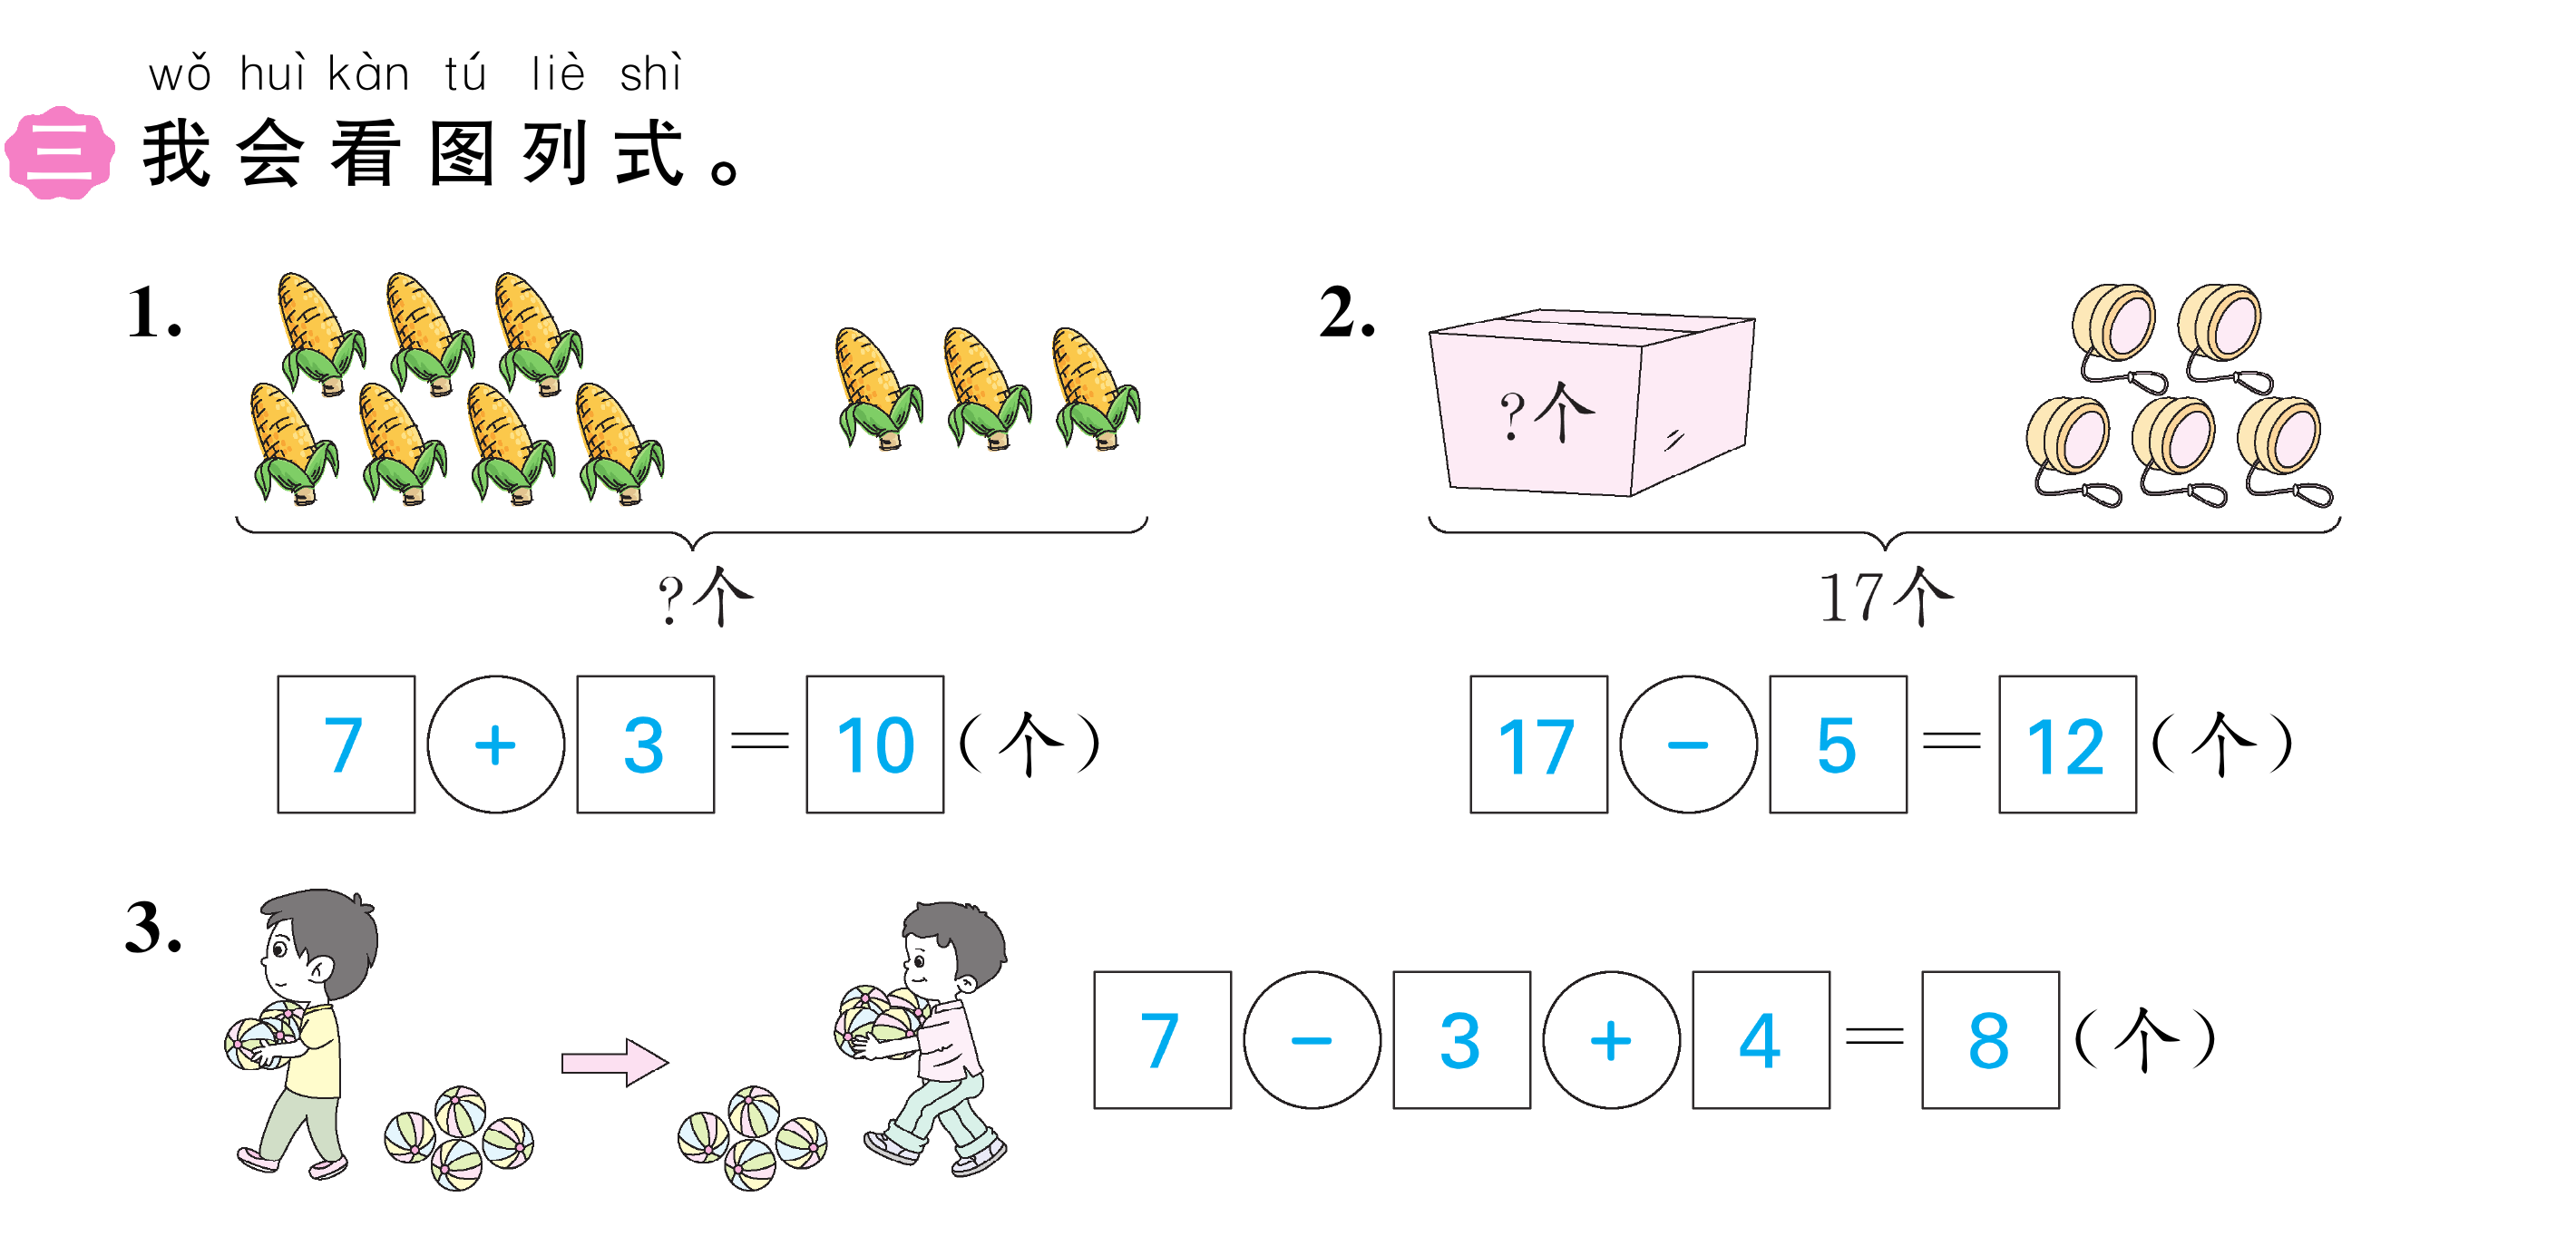 wǒ huì kàn tú liè shì
三 我会看图列式。
1.
?个
7 + 3 = 10 (个)
2.
?个
17个
17 - 5 = 12 (个)
3.
7 - 3 + 4 = 8 (个)